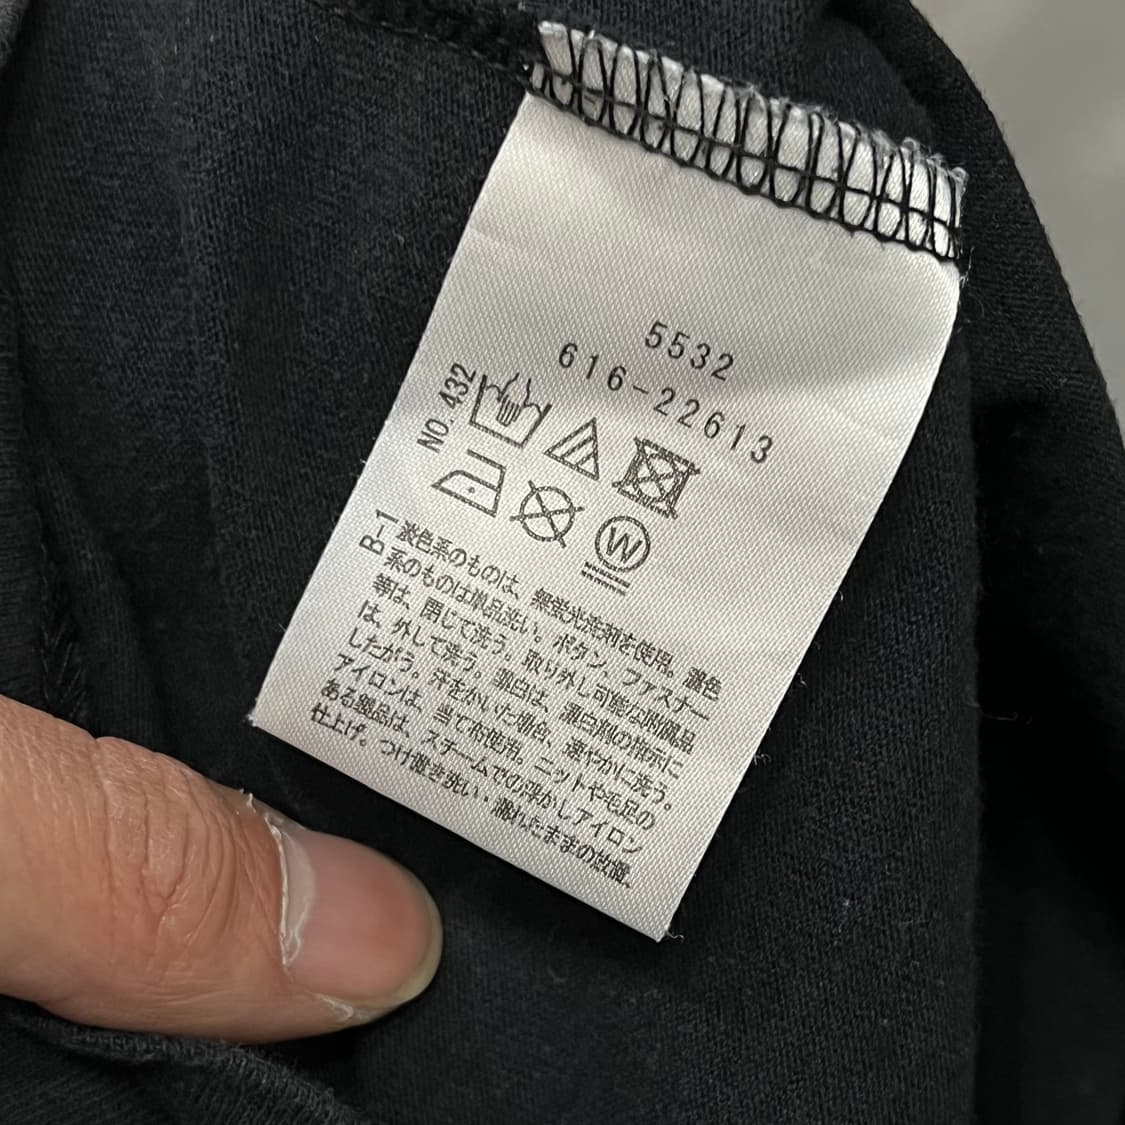 5532
616-22613
NO. 432
W
B-1
淡色系のものは、無蛍光洗剤を使用。濃色
系のものは単品洗い。ボタン、ファスナー
等は、閉じて洗う。取り外し可能な附属品
は、外して洗う。漂白は、漂白剤の指示に
したがう。汗をかいた場合、速やかに洗う。
アイロンは、当て布使用。ニットや毛足の
ある製品は、スチームでの浮かしアイロン
仕上げ。つけ置き洗い・濡れたままの放置、